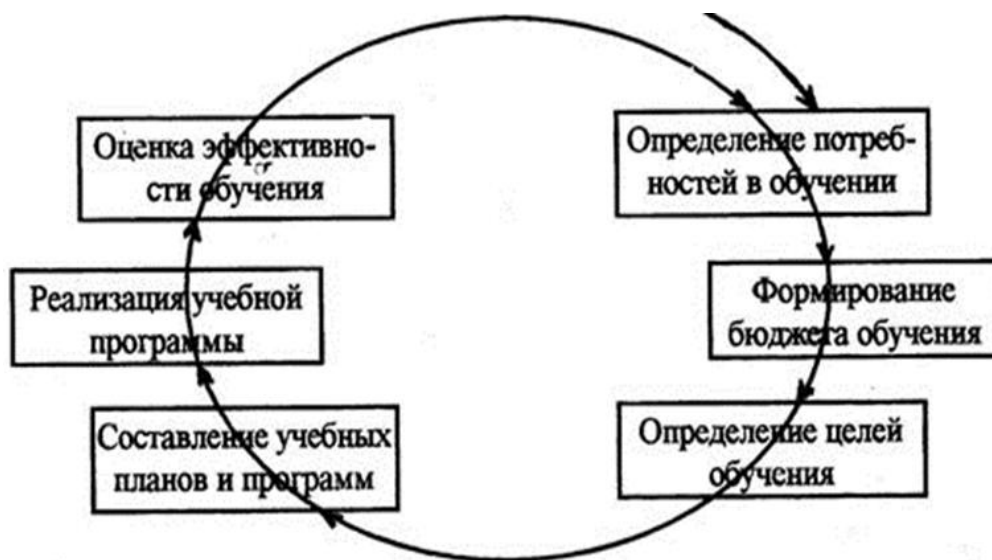 Оценка эффективно-
сти обучения
Определение потреб-
ностей в обучении
Реализация учебной
программы
Формирование
бюджета обучения
Составление учебных
планов и программ
Определение целей
обучения